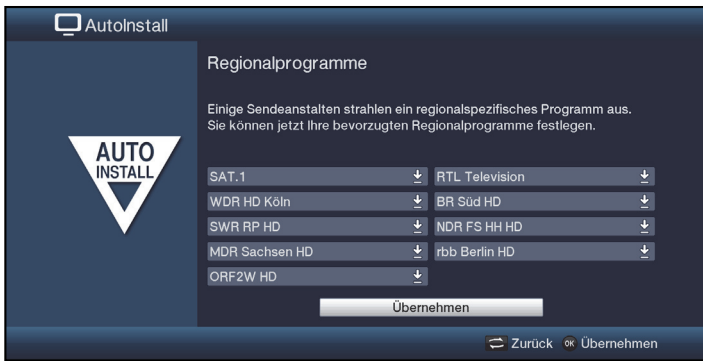 AutoInstall
Regionalprogramme
Einige Sendeanstalten strahlen ein regionalspezifisches Programm aus.
Sie können jetzt Ihre bevorzugten Regionalprogramme festlegen.
AUTO
INSTALL
SAT.1
RTL Television
WDR HD Köln
BR Süd HD
SWR RP HD
NDR FS HH HD
MDR Sachsen HD
rbb Berlin HD
ORF2W HD
Übernehmen
Zurück OK Übernehmen